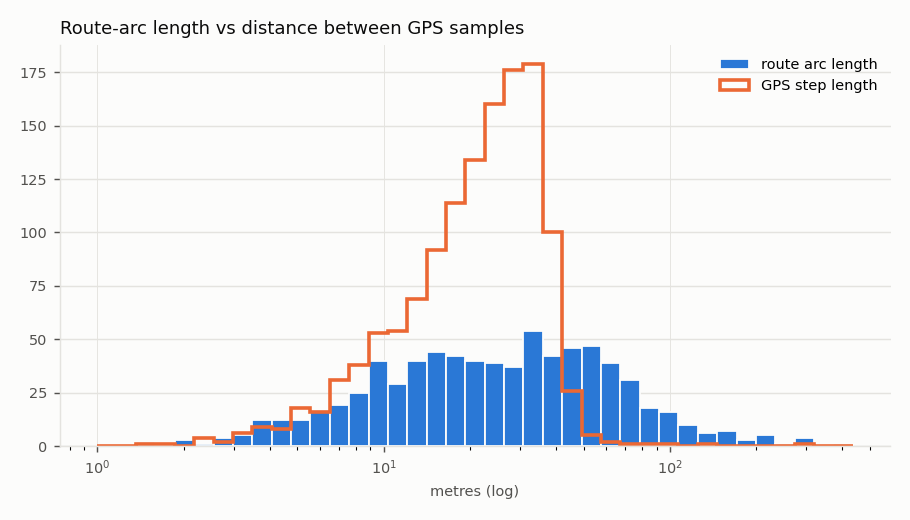 Route-arc length vs distance between GPS samples
route arc length
GPS step length
175
150
125
100
75
50
25
0
10⁰
10¹
10²
metres (log)